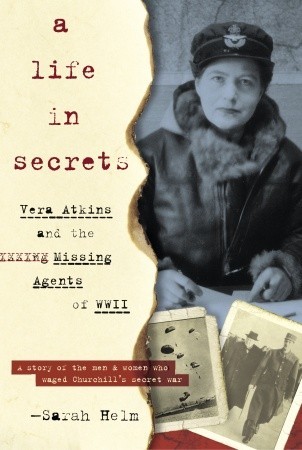 a
life
in
secrets
Vera Atkins
and the
Missing
Agents
of WWII
A story of the men & women who
waged Churchill's secret war
—Sarah Helm